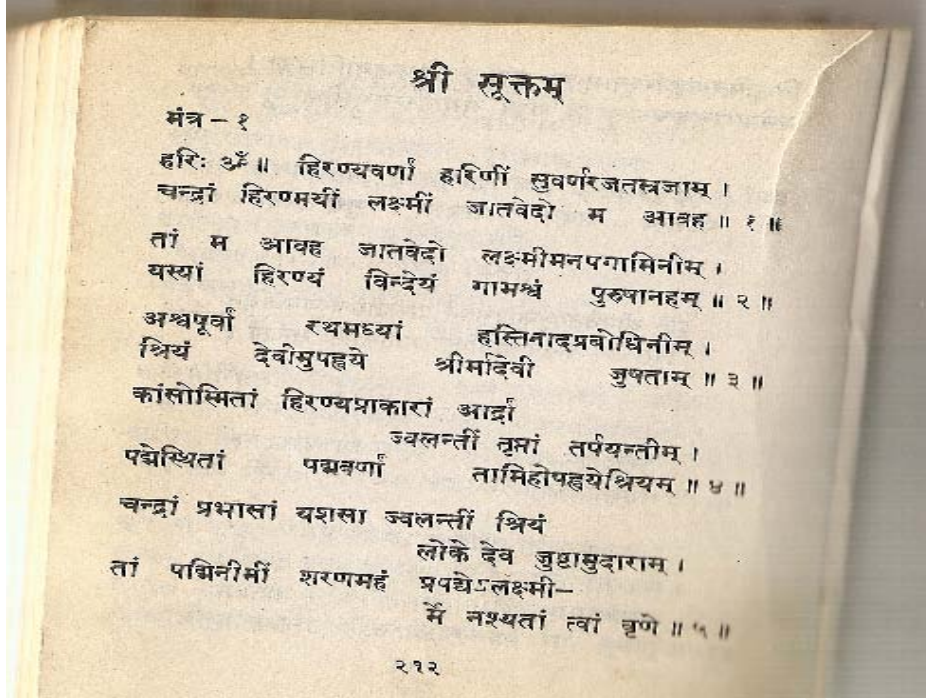 श्री सूक्तम्
मंत्र - १
हरिः ॐ ॥ हिरण्यवर्णां हरिणीं सुवर्णरजतस्रजाम् ।
चन्द्रां हिरण्मयीं लक्ष्मीं जातवेदो म आवह ॥ १ ॥
तां म आवह जातवेदो लक्ष्मीमनपगामिनीम् ।
यस्यां हिरण्यं विन्देयं गामश्वं पुरुषानहम् ॥ २ ॥
अश्वपूर्वां रथमध्यां हस्तिनादप्रबोधिनीम् ।
श्रियं देवीमुपह्वये श्रीर्मादेवी जुषताम् ॥ ३ ॥
कांसोस्मितां हिरण्यप्राकारां आर्द्रां
ज्वलन्तीं तृप्तां तर्पयन्तीम् ।
पद्मेस्थितां पद्मवर्णां तामिहोपह्वयेश्रियम् ॥ ४ ॥
चन्द्रां प्रभासां यशसा ज्वलन्तीं श्रियं
लोके देव जुष्टामुदाराम् ।
तां पद्मिनीमीं शरणमहं प्रपद्येऽलक्ष्मी-
र्मे नश्यतां त्वां वृणे ॥ ५ ॥
२१२